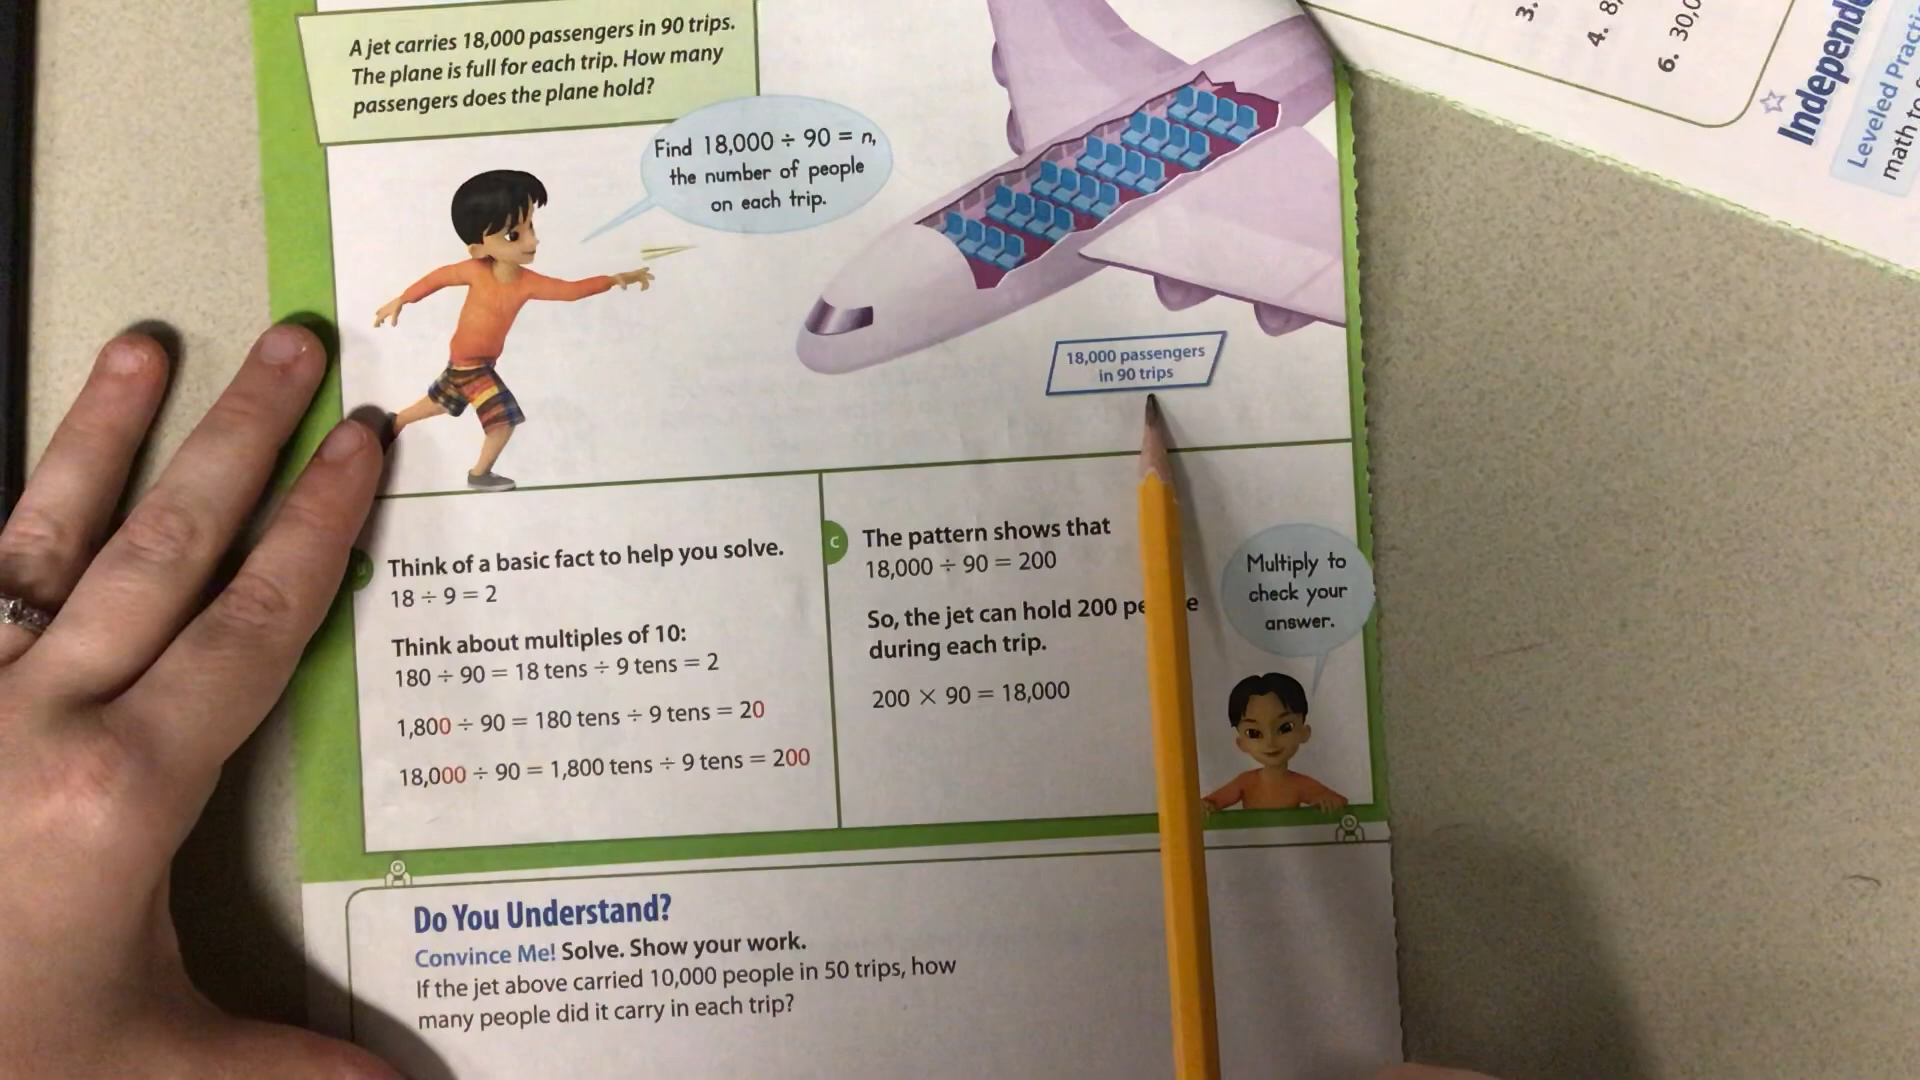 A jet carries 18,000 passengers in 90 trips.
The plane is full for each trip. How many
passengers does the plane hold?
Find 18,000 ÷ 90 = n,
the number of people
on each trip.
18,000 passengers
in 90 trips
Think of a basic fact to help you solve.
18 ÷ 9 = 2
Think about multiples of 10:
180 ÷ 90 = 18 tens ÷ 9 tens = 2
1,800 ÷ 90 = 180 tens ÷ 9 tens = 20
18,000 ÷ 90 = 1,800 tens ÷ 9 tens = 200
C
The pattern shows that
18,000 ÷ 90 = 200
So, the jet can hold 200
during each trip.
200 × 90 = 18,000
Multiply to
check your
answer.
Do You Understand?
Convince Me! Solve. Show your work.
If the jet above carried 10,000 people in 50 trips, how
many people did it carry in each trip?
3.
4. 8,
6. 30,0
Leveled
math to